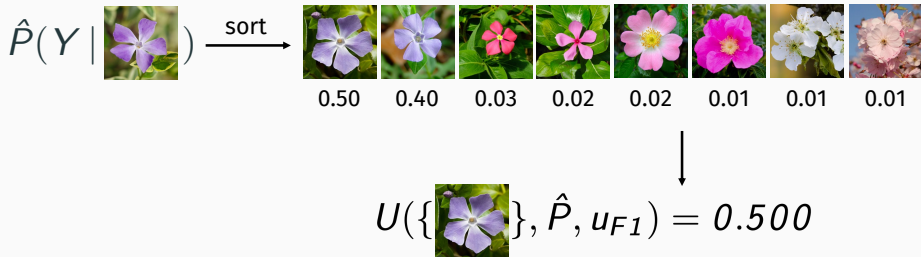 P̂(Y | ) sort
0.50 0.40 0.03 0.02 0.02 0.01 0.01 0.01
U({ }, P̂, u_F1) = 0.500